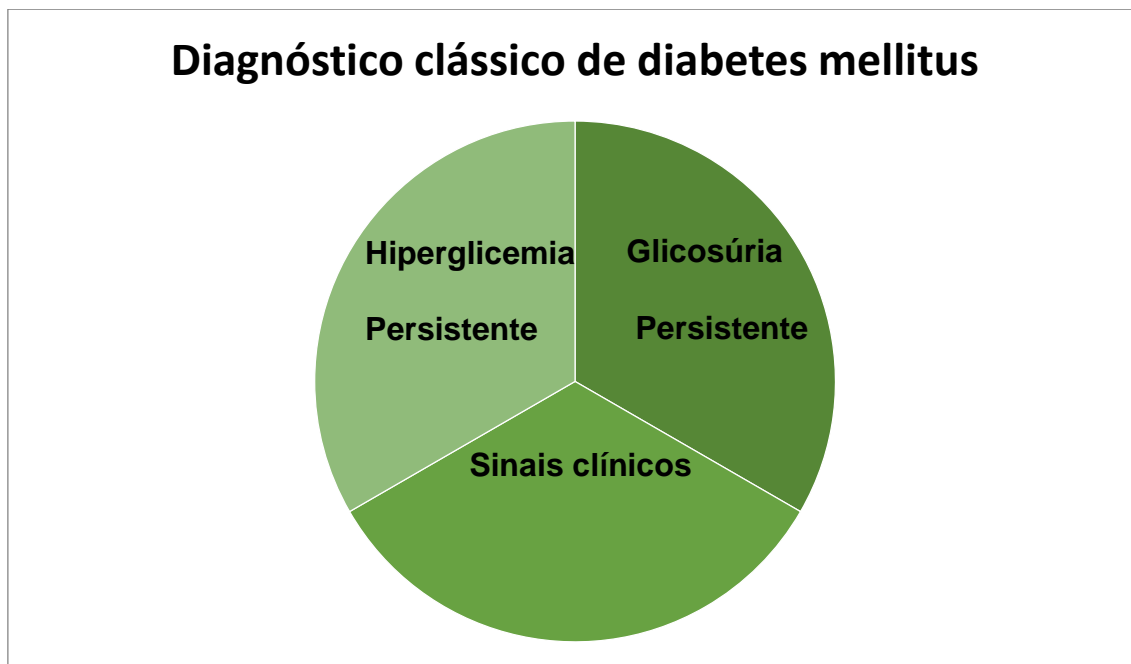 Diagnóstico clássico de diabetes mellitus
Hiperglicemia
Persistente
Glicosúria
Persistente
Sinais clínicos